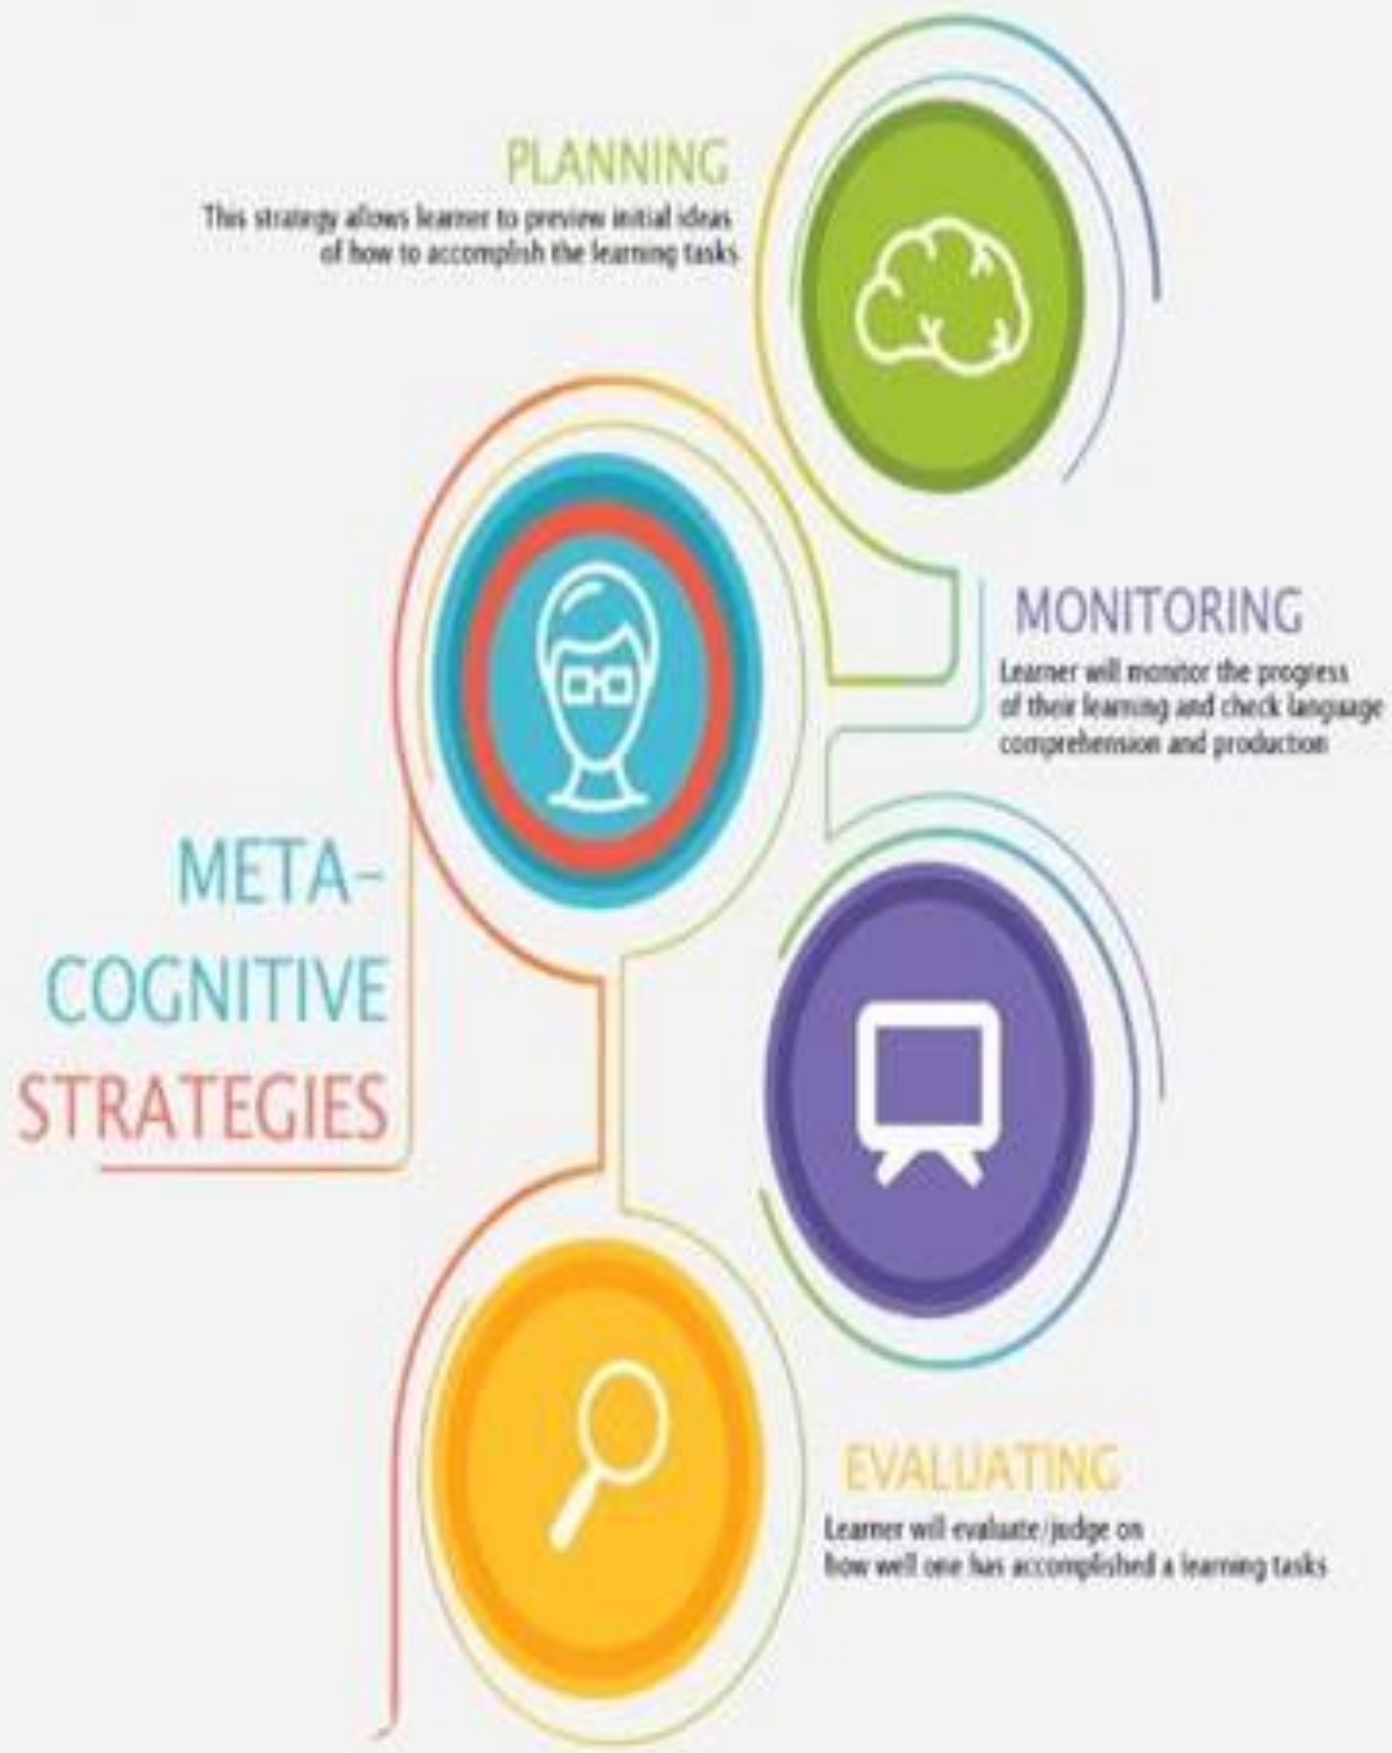 PLANNING
This strategy allows learner to preview initial ideas
of how to accomplish the learning tasks
MONITORING
Learner will monitor the progress
of their learning and check language
comprehension and production
META-
COGNITIVE
STRATEGIES
EVALUATING
Learner will evaluate/judge on
how well one has accomplished a learning tasks